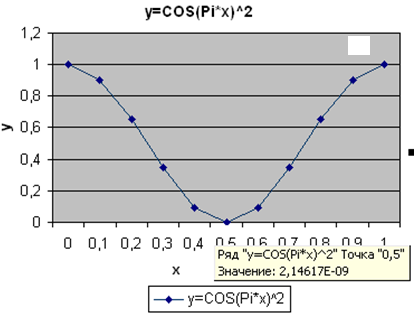 y=COS(Pi*x)^2
1,2
1
0,8
0,6
0,4
0,2
0
y
0 0,1 0,2 0,3 0,4 0,5 0,6 0,7 0,8 0,9 1
x
Ряд "y=COS(Pi*x)^2" Точка "0,5"
Значение: 2,14617E-09
y=COS(Pi*x)^2